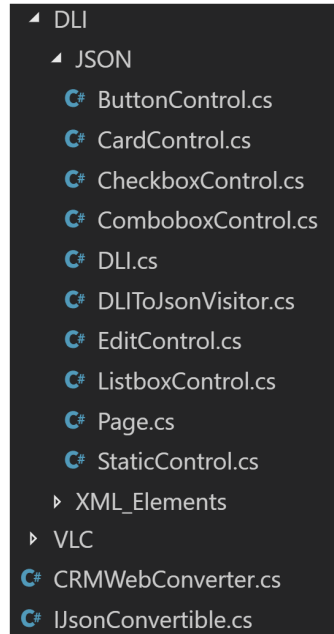 DLI
JSON
C# ButtonControl.cs
C# CardControl.cs
C# CheckboxControl.cs
C# ComboboxControl.cs
C# DLI.cs
C# DLIToJsonVisitor.cs
C# EditControl.cs
C# ListboxControl.cs
C# Page.cs
C# StaticControl.cs
XML_Elements
VLC
C# CRMWebConverter.cs
C# IJsonConvertible.cs